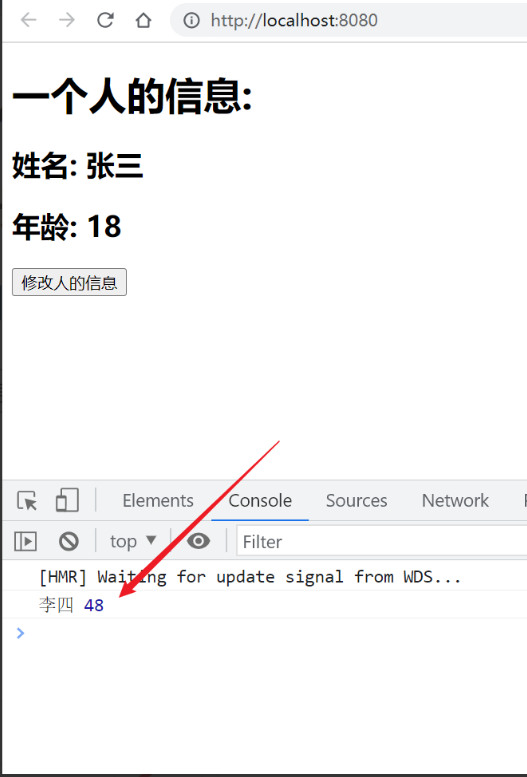 http://localhost:8080
一个人的信息:
姓名: 张三
年龄: 18
修改人的信息
Elements Console Sources Network
top ▼ Filter
[HMR] Waiting for update signal from WDS...
李四 48
>